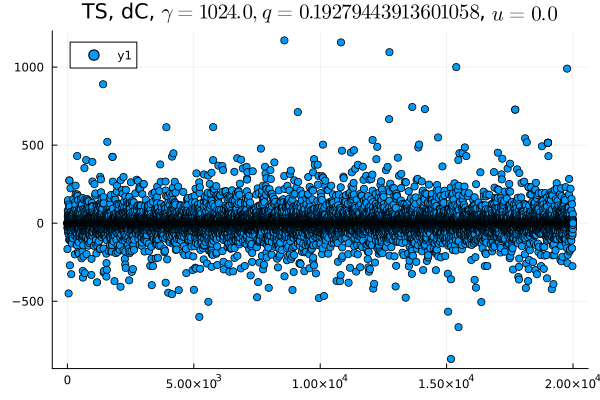 TS, dC, γ = 1024.0, q = 0.19279443913601058, u = 0.0
y1
1000
500
0
−500
0 5.00×10³ 1.00×10⁴ 1.50×10⁴ 2.00×10⁴